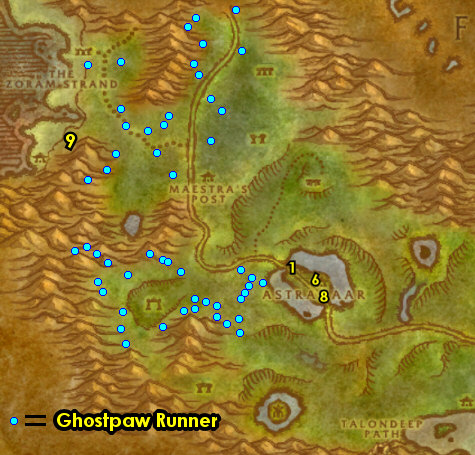 F
THE
ZORAM STRAND
9
MAESTRA'S
POST
1
6
8
ASTRANAAR
Ghostpaw Runner
TALONDEEP
PATH